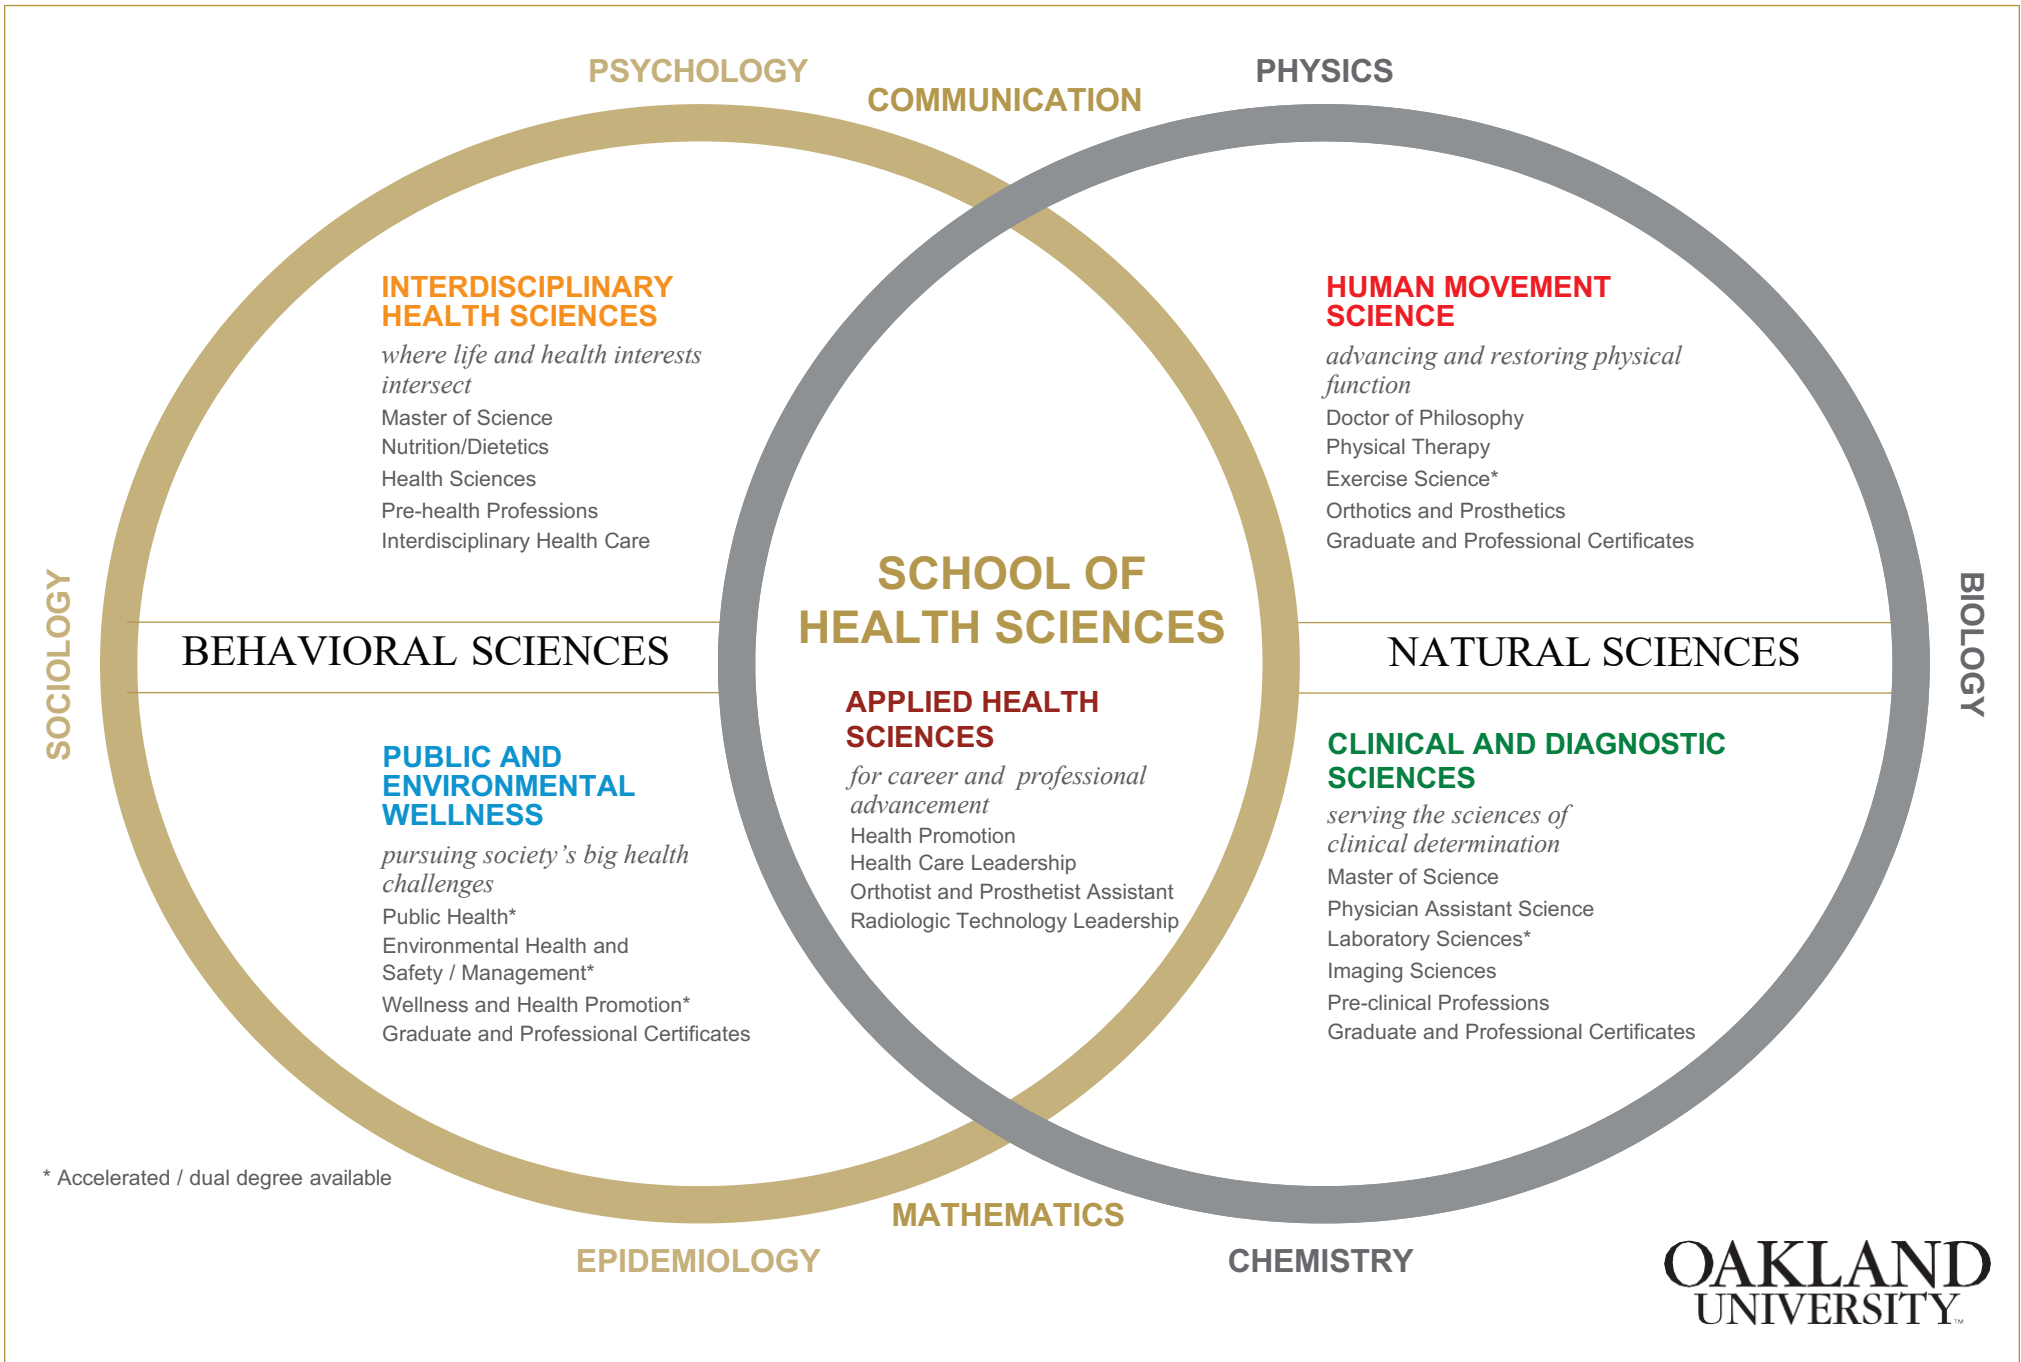 PSYCHOLOGY
COMMUNICATION
PHYSICS
INTERDISCIPLINARY
HEALTH SCIENCES
where life and health interests
intersect
Master of Science
Nutrition/Dietetics
Health Sciences
Pre-health Professions
Interdisciplinary Health Care
HUMAN MOVEMENT
SCIENCE
advancing and restoring physical
function
Doctor of Philosophy
Physical Therapy
Exercise Science*
Orthotics and Prosthetics
Graduate and Professional Certificates
SOCIOLOGY
BEHAVIORAL SCIENCES
SCHOOL OF
HEALTH SCIENCES
NATURAL SCIENCES
BIOLOGY
PUBLIC AND
ENVIRONMENTAL
WELLNESS
pursuing society’s big health
challenges
Public Health*
Environmental Health and
Safety / Management*
Wellness and Health Promotion*
Graduate and Professional Certificates
APPLIED HEALTH
SCIENCES
for career and professional
advancement
Health Promotion
Health Care Leadership
Orthotist and Prosthetist Assistant
Radiologic Technology Leadership
CLINICAL AND DIAGNOSTIC
SCIENCES
serving the sciences of
clinical determination
Master of Science
Physician Assistant Science
Laboratory Sciences*
Imaging Sciences
Pre-clinical Professions
Graduate and Professional Certificates
* Accelerated / dual degree available
MATHEMATICS
EPIDEMIOLOGY
CHEMISTRY
OAKLAND
UNIVERSITY™